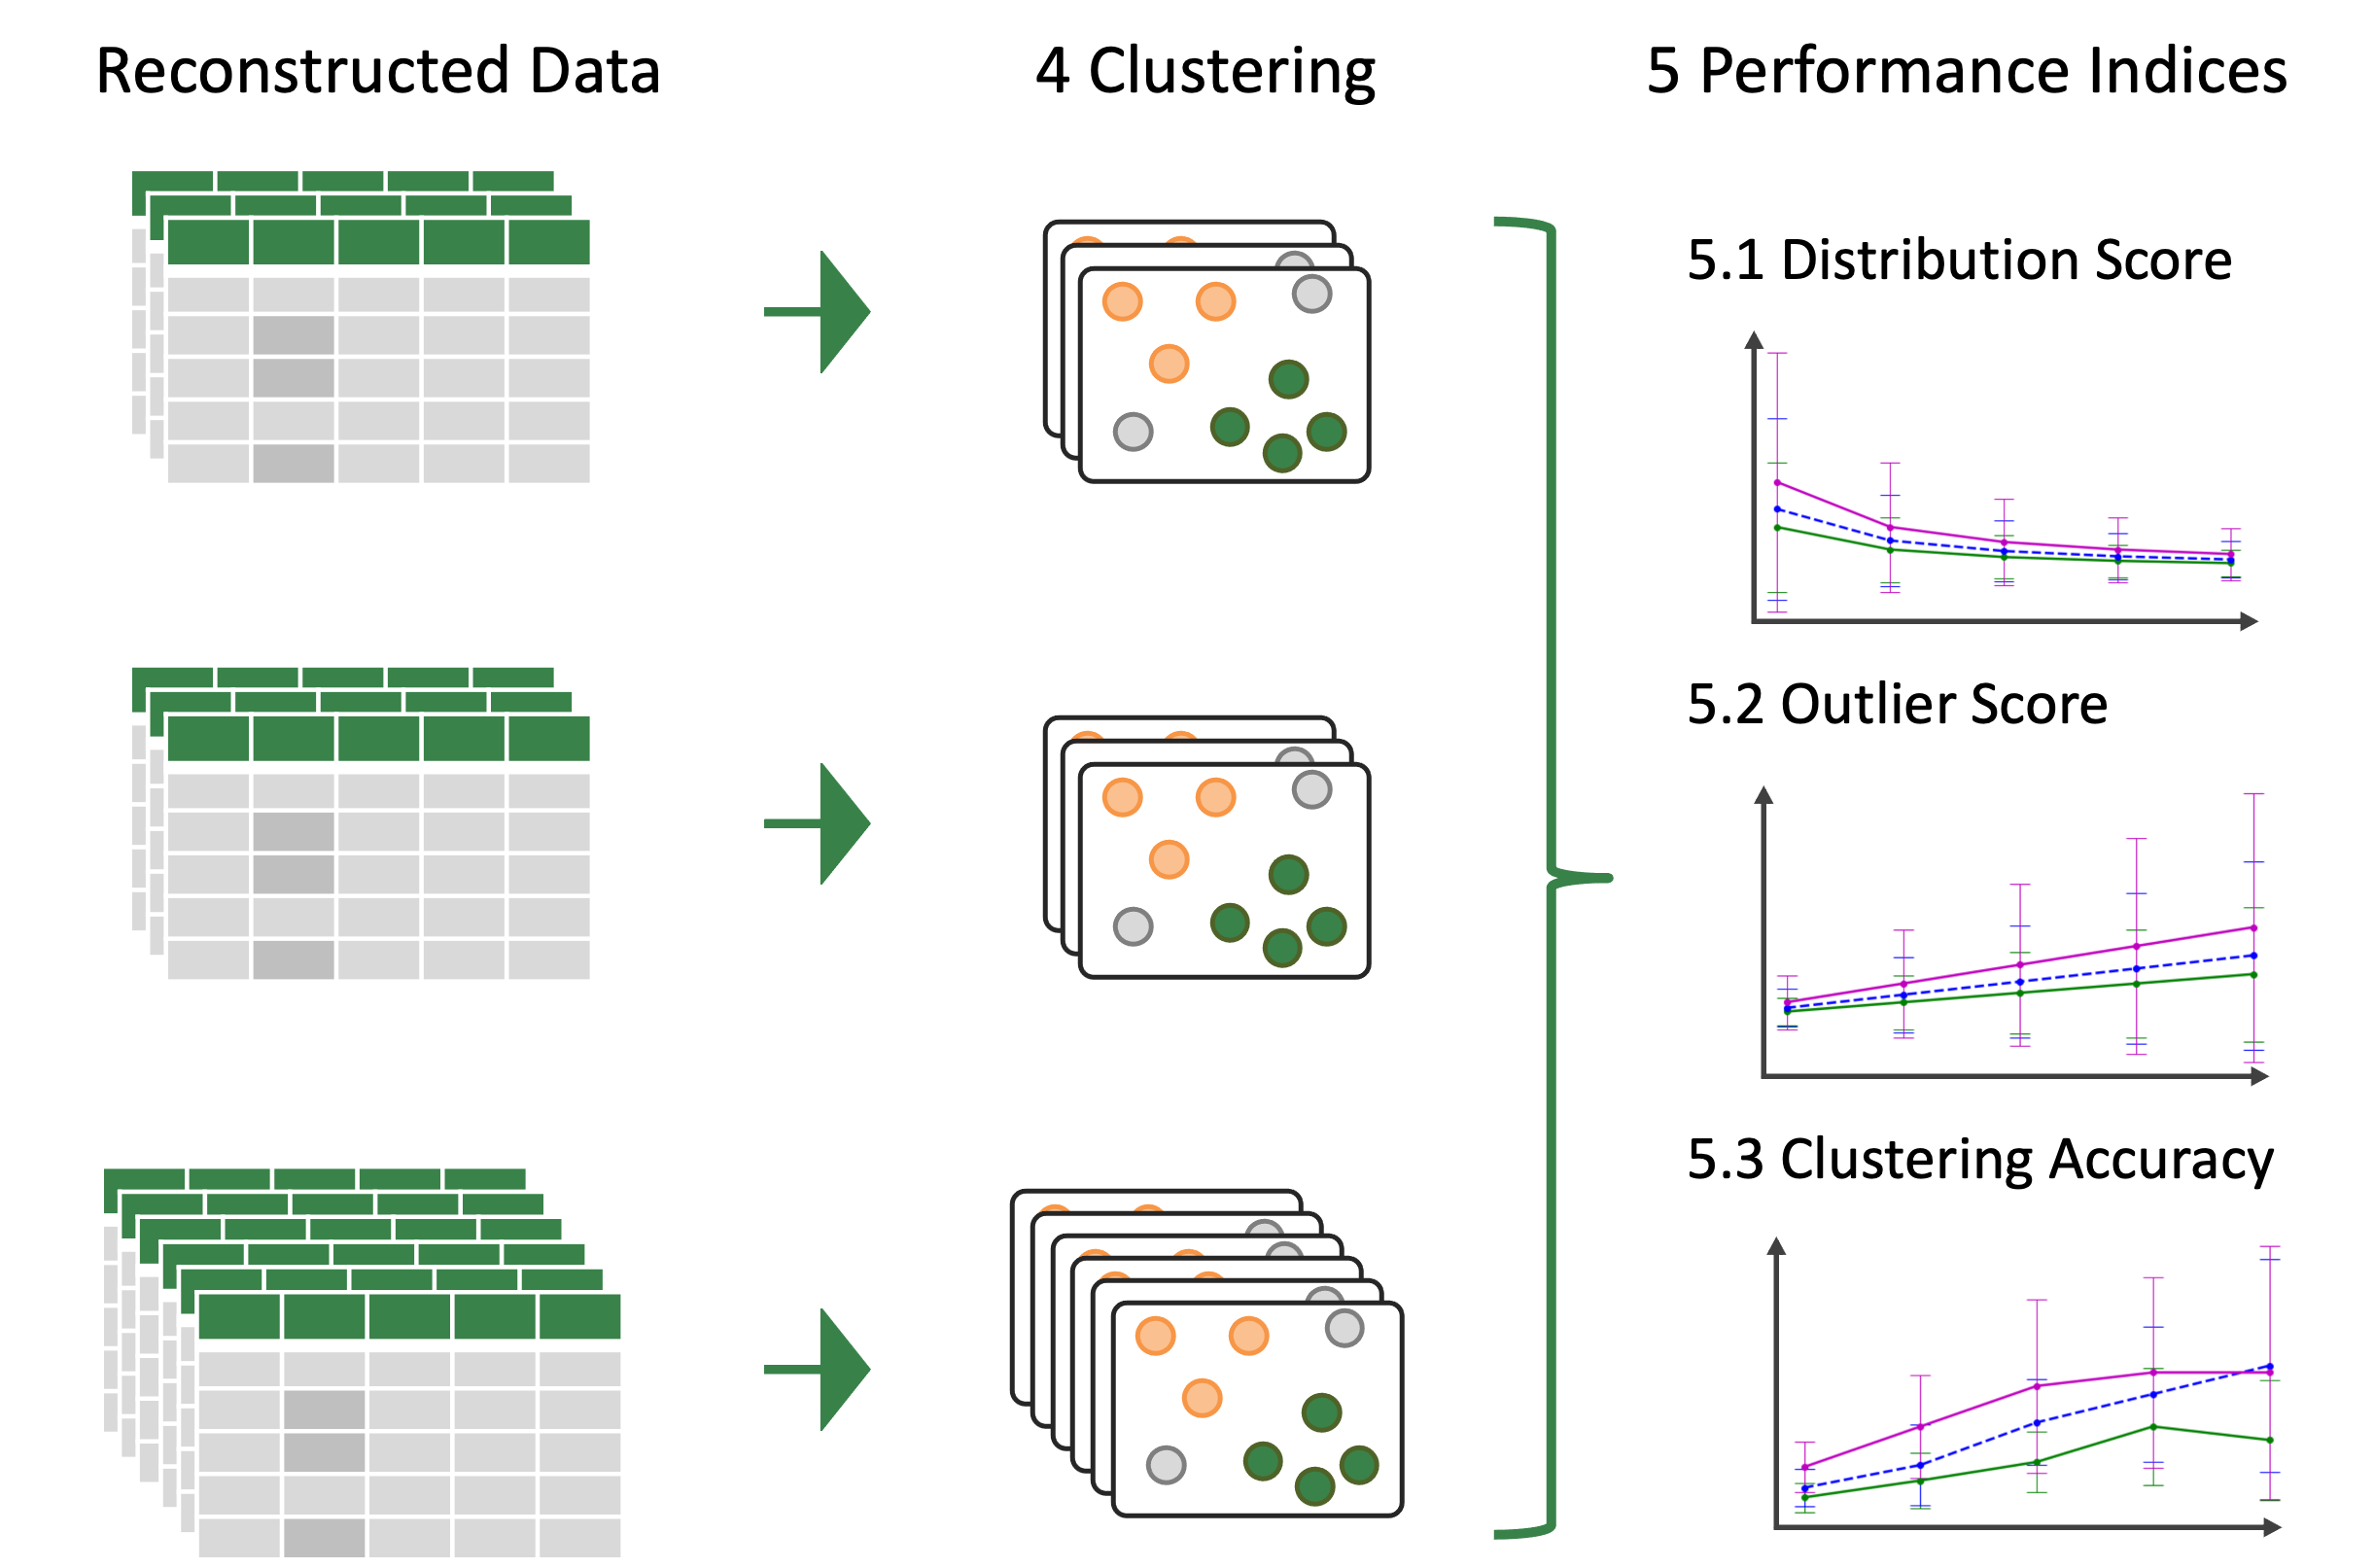 Reconstructed Data
4 Clustering
5 Performance Indices
5.1 Distribution Score
5.2 Outlier Score
5.3 Clustering Accuracy